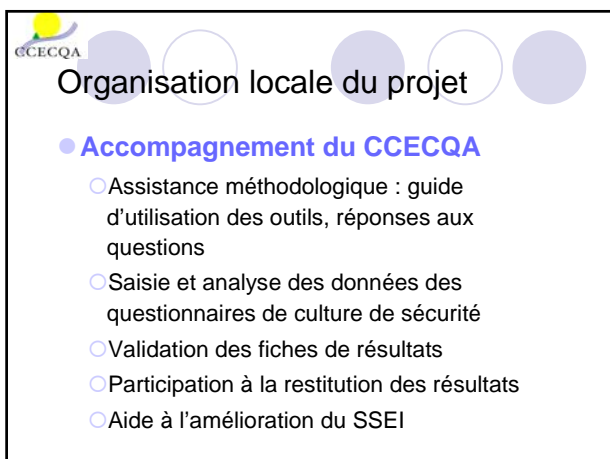 CCECQA
Organisation locale du projet
Accompagnement du CCECQA
Assistance méthodologique : guide
d'utilisation des outils, réponses aux
questions
Saisie et analyse des données des
questionnaires de culture de sécurité
Validation des fiches de résultats
Participation à la restitution des résultats
Aide à l'amélioration du SSEI